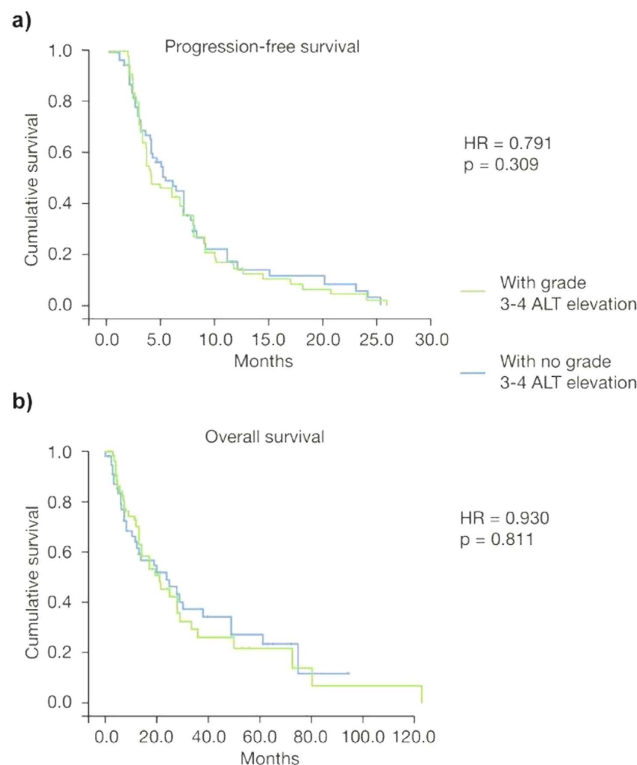 a)
Progression-free survival
1.0
0.8
0.6
0.4
0.2
0.0
Cumulative survival
0.0 5.0 10.0 15.0 20.0 25.0 30.0
Months
HR = 0.791
p = 0.309
With grade
3-4 ALT elevation
With no grade
3-4 ALT elevation
b)
Overall survival
1.0
0.8
0.6
0.4
0.2
0.0
Cumulative survival
0.0 20.0 40.0 60.0 80.0 100.0 120.0
Months
HR = 0.930
p = 0.811